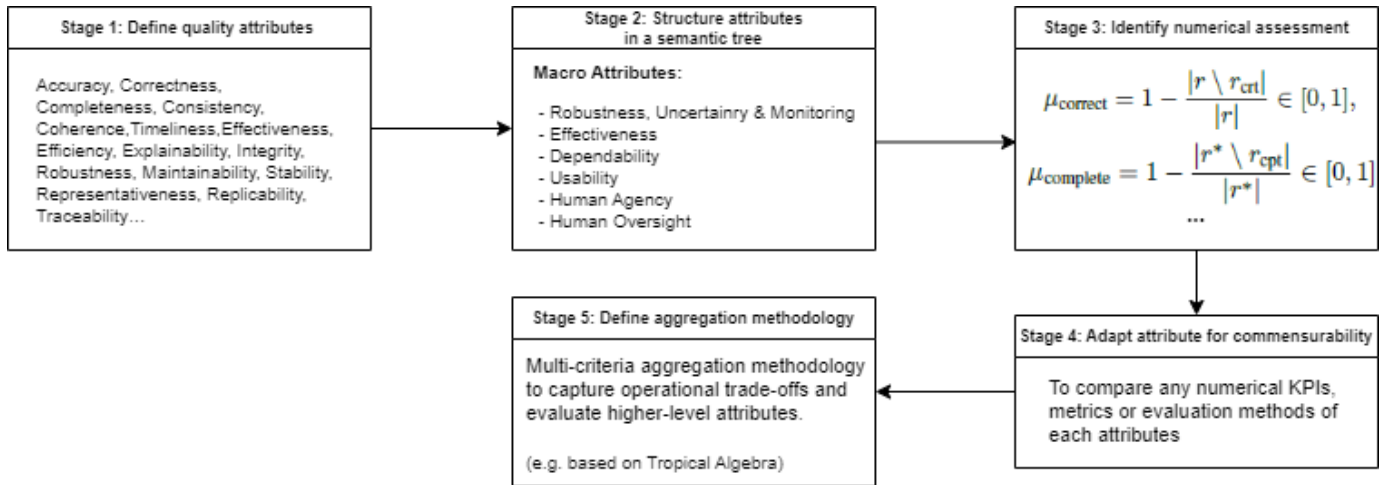 Stage 1: Define quality attributes
Accuracy, Correctness,
Completeness, Consistency,
Coherence,Timeliness,Effectiveness,
Efficiency, Explainability, Integrity,
Robustness, Maintainability, Stability,
Representativeness, Replicability,
Traceability...
Stage 2: Structure attributes
in a semantic tree
Macro Attributes:
- Robustness, Uncertainry & Monitoring
- Effectiveness
- Dependability
- Usability
- Human Agency
- Human Oversight
Stage 3: Identify numerical assessment
μ_correct = 1 − |r \ r_crt| / |r| ∈ [0, 1],
μ_complete = 1 − |r* \ r_cpt| / |r*| ∈ [0, 1]
...
Stage 4: Adapt attribute for commensurability
To compare any numerical KPIs,
metrics or evaluation methods of
each attributes
Stage 5: Define aggregation methodology
Multi-criteria aggregation methodology
to capture operational trade-offs and
evaluate higher-level attributes.
(e.g. based on Tropical Algebra)